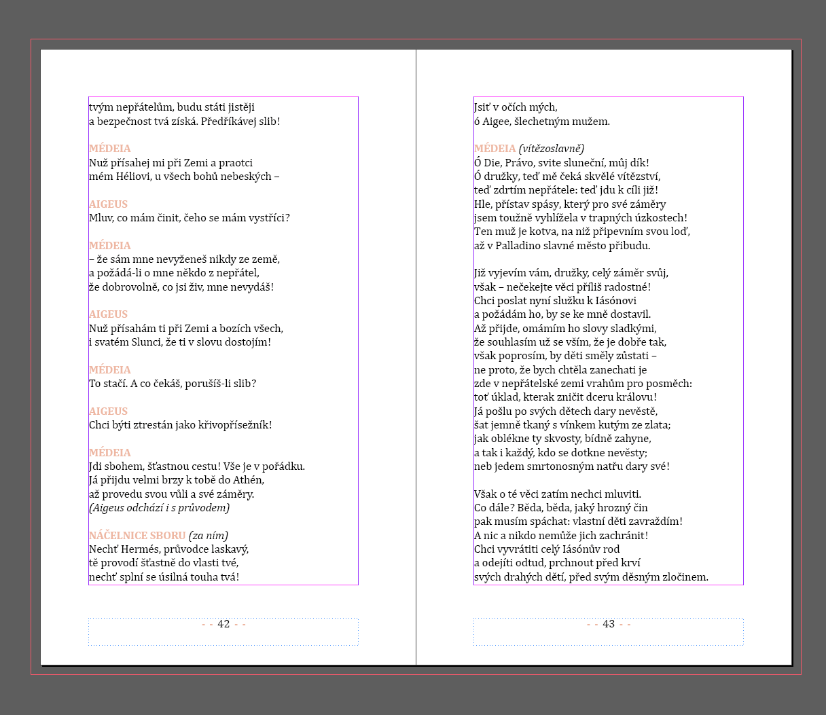 tvým nepřátelům, budu státi jistěji
a bezpečnost tvá získá. Předříkávej slib!
MÉDEIA
Nuž přísahej mi při Zemi a praotci
mém Héliovi, u všech bohů nebeských –
AIGEUS
Mluv, co mám činit, čeho se mám vystříci?
MÉDEIA
– že sám mne nevyženeš nikdy ze země,
a požádá-li o mne někdo z nepřátel,
že dobrovolně, co jsi živ, mne nevydáš!
AIGEUS
Nuž přísahám ti při Zemi a bozích všech,
i svatém Slunci, že ti v slovu dostojím!
MÉDEIA
To stačí. A co čekáš, porušíš-li slib?
AIGEUS
Chci býti ztrestán jako křivopřísežník!
MÉDEIA
Jdi sbohem, šťastnou cestu! Vše je v pořádku.
Já přijdu velmi brzy k tobě do Athén,
až provedu svou vůli a své záměry.
(Aigeus odchází i s průvodem)
NÁČELNICE SBORU (za ním)
Nechť Hermés, průvodce laskavý,
tě provodí šťastně do vlasti tvé,
nechť splní se úsilná touha tvá!
- - 42 - -
Jsiť v očích mých,
ó Aigee, šlechetným mužem.
MÉDEIA (vítězoslavně)
Ó Die, Právo, svite sluneční, můj dík!
Ó družky, teď mě čeká skvělé vítězství,
teď zdrtím nepřátele: teď jdu k cíli již!
Hle, přístav spásy, který pro své záměry
jsem toužně vyhlížela v trapných úzkostech!
Ten muž je kotva, na niž připevním svou loď,
až v Palladino slavné město přibudu.
Již vyjevím vám, družky, celý záměr svůj,
však – nečekejte věci příliš radostné!
Chci poslat nyní služku k Iásónovi
a požádám ho, by se ke mně dostavil.
Až přijde, omámím ho slovy sladkými,
že souhlasím už se vším, že je dobře tak,
však poprosím, by děti směly zůstati –
ne proto, že bych chtěla zanechati je
zde v nepřátelské zemi vrahům pro posměch:
toť úklad, kterak zničit dceru královu!
Já pošlu po svých dětech dary nevěstě,
šat jemně tkaný s vínkem kutým ze zlata;
jak oblékne ty skvosty, bídně zahyne,
a tak i každý, kdo se dotkne nevěsty;
neb jedem smrtonosným natřu dary své!
Však o té věci zatím nechci mluviti.
Co dále? Běda, běda, jaký hrozný čin
pak musím spáchat: vlastní děti zavraždím!
A nic a nikdo nemůže jich zachránit!
Chci vyvrátiti celý Iásónův rod
a odejíti odtud, prchnout před krví
svých drahých dětí, před svým děsným zločinem.
- - 43 - -